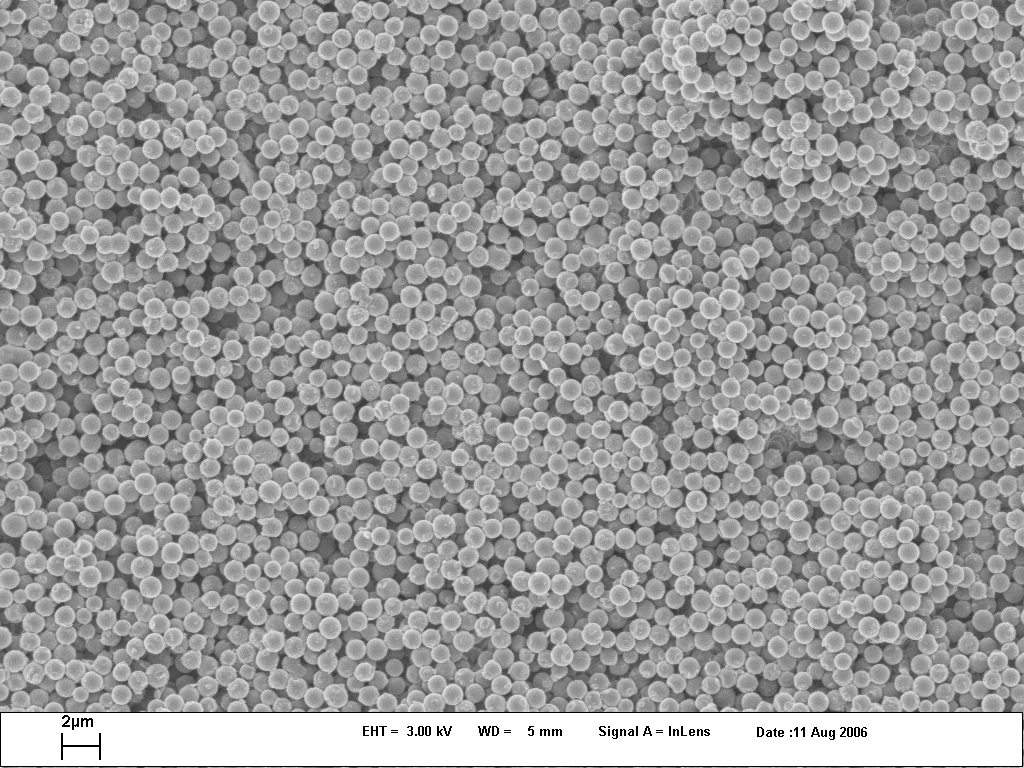 2µm
EHT = 3.00 kV WD = 5 mm Signal A = InLens Date :11 Aug 2006